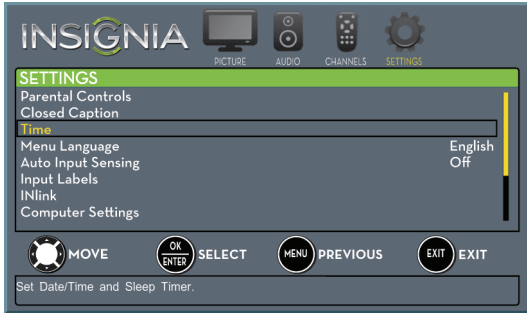 INSIGNIA
PICTURE AUDIO CHANNELS SETTINGS
SETTINGS
Parental Controls
Closed Caption
Time
Menu Language English
Auto Input Sensing Off
Input Labels
INlink
Computer Settings
MOVE OK ENTER SELECT MENU PREVIOUS EXIT EXIT
Set Date/Time and Sleep Timer.